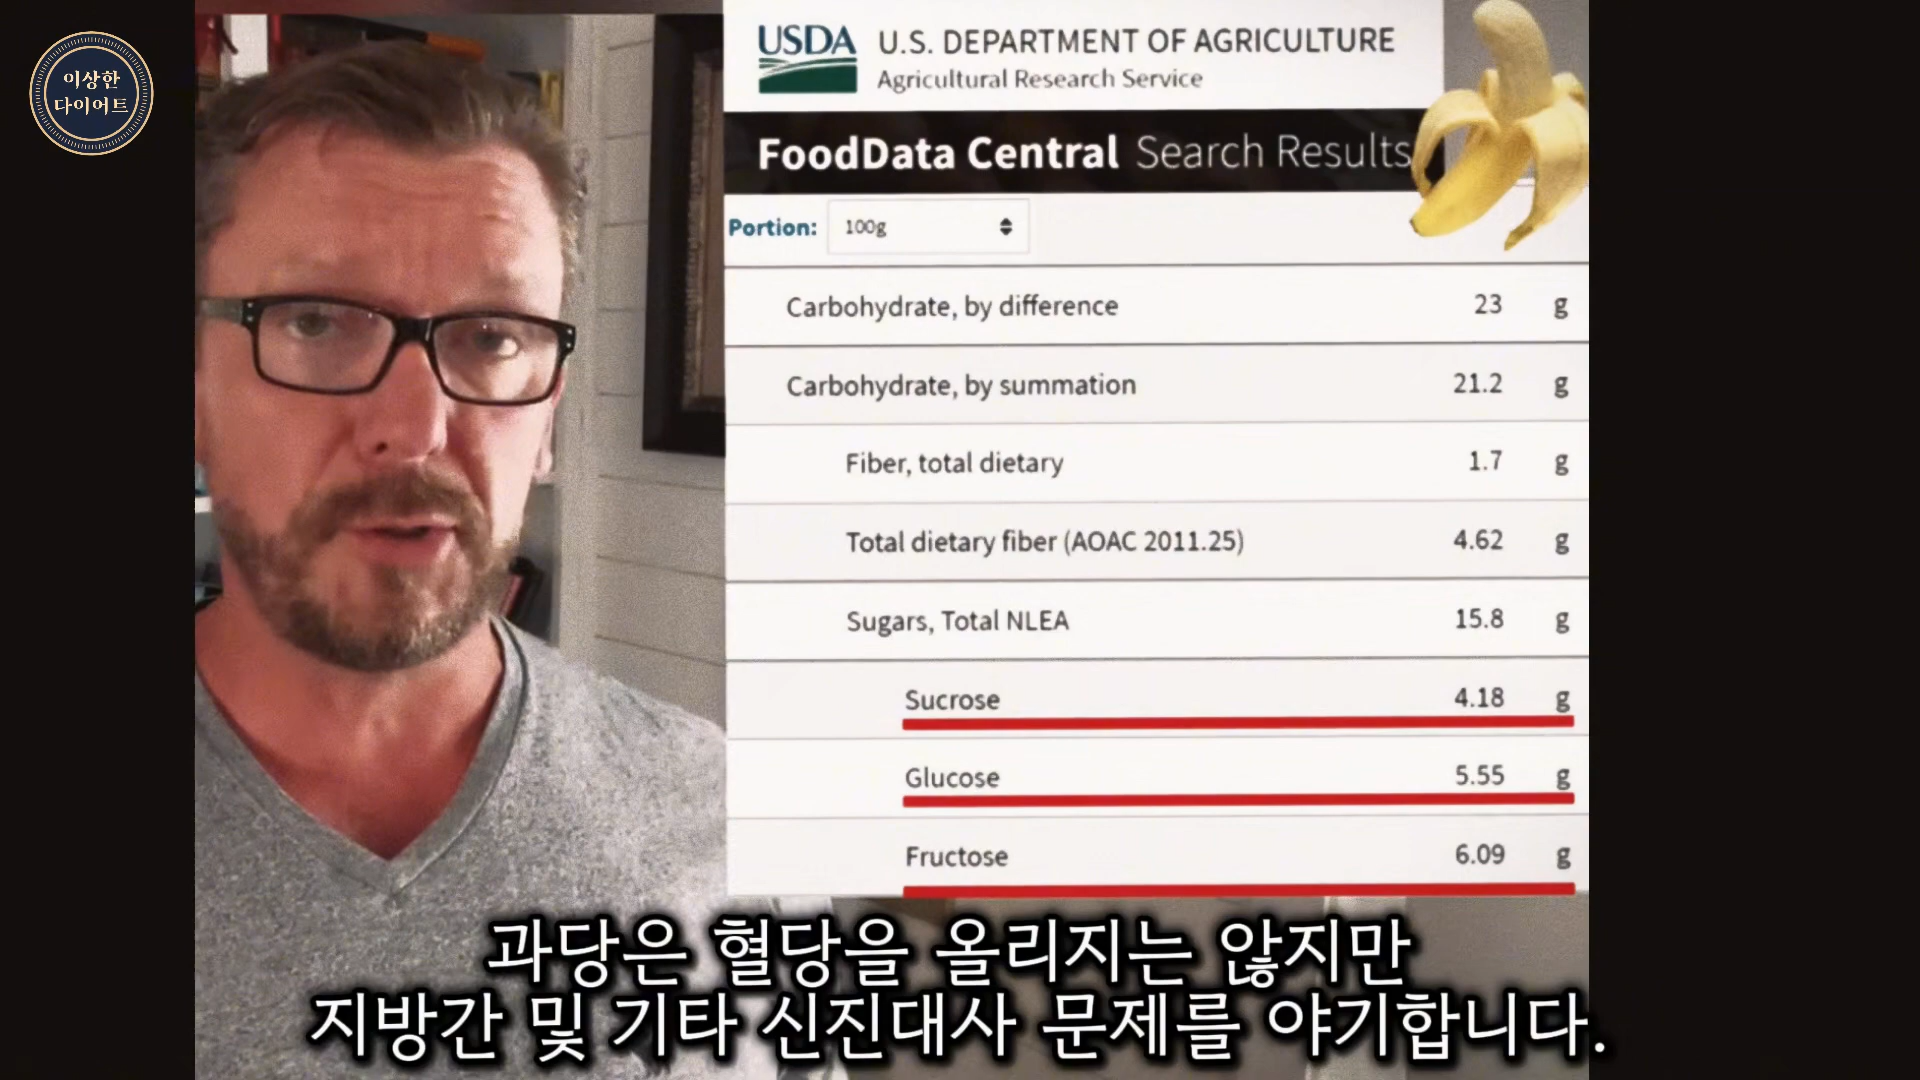 이상한
다이어트
USDA
U.S. DEPARTMENT OF AGRICULTURE
Agricultural Research Service
FoodData Central Search Results
Portion: 100g
Carbohydrate, by difference 23 g
Carbohydrate, by summation 21.2 g
Fiber, total dietary 1.7 g
Total dietary fiber (AOAC 2011.25) 4.62 g
Sugars, Total NLEA 15.8 g
Sucrose 4.18 g
Glucose 5.55 g
Fructose 6.09 g
과당은 혈당을 올리지는 않지만
지방간 및 기타 신진대사 문제를 야기합니다.